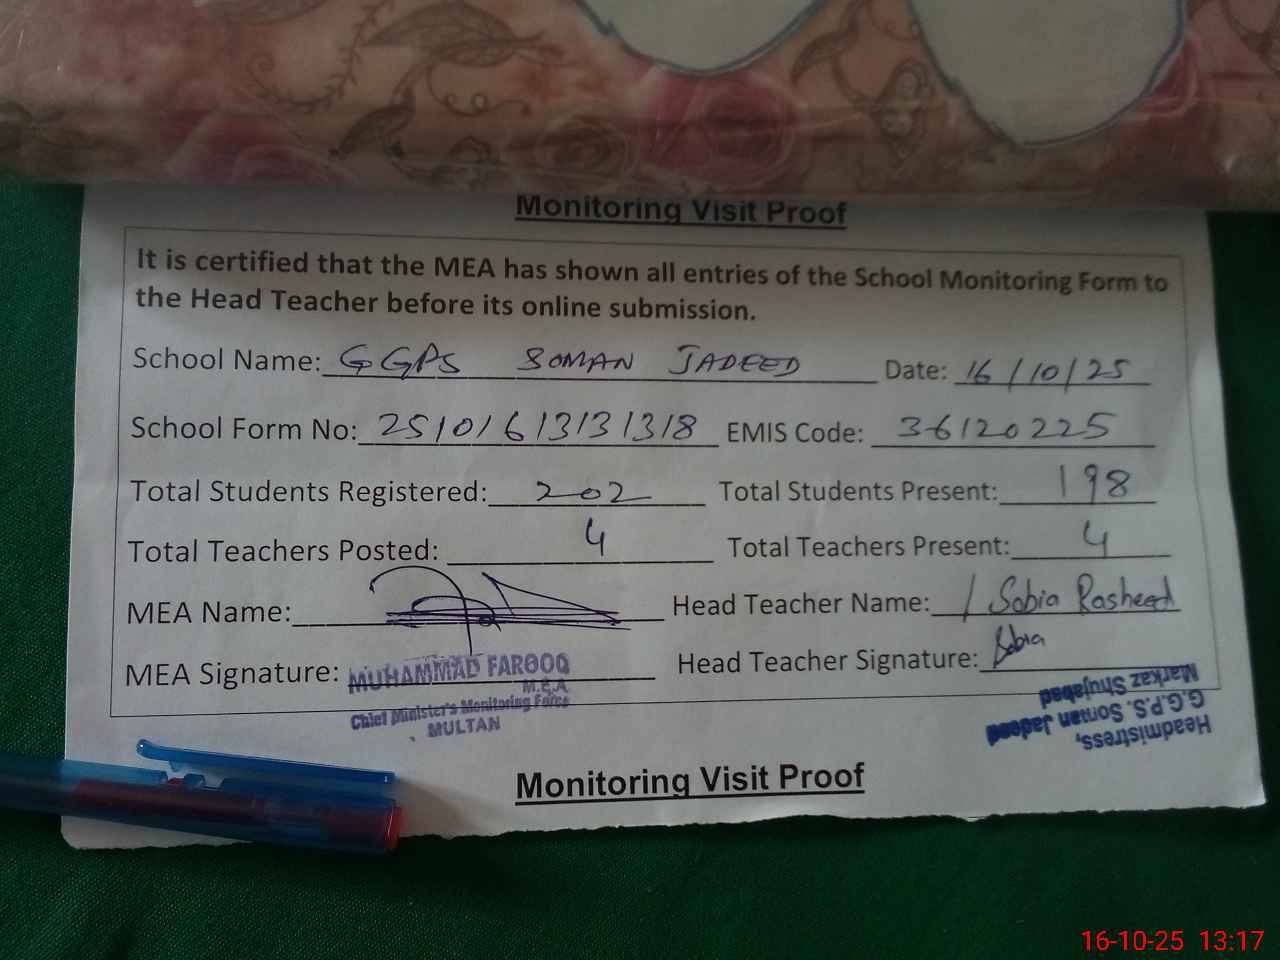 Monitoring Visit Proof
It is certified that the MEA has shown all entries of the School Monitoring Form to
the Head Teacher before its online submission.
School Name: GGPS SOMAN JADEED Date: 16/10/25
School Form No: 251016131318 EMIS Code: 36120225
Total Students Registered: 202 Total Students Present: 198
Total Teachers Posted: 4 Total Teachers Present: 4
MEA Name: Head Teacher Name: Sobia Rasheed
MEA Signature: Head Teacher Signature: Sobia
MUHAMMAD FAROOQ
M.E.A
Chief Minister's Monitoring Force
MULTAN
Headmistress,
G.G.P.S. Soman Jadeed
Markaz Shujabad
Monitoring Visit Proof
16-10-25 13:17